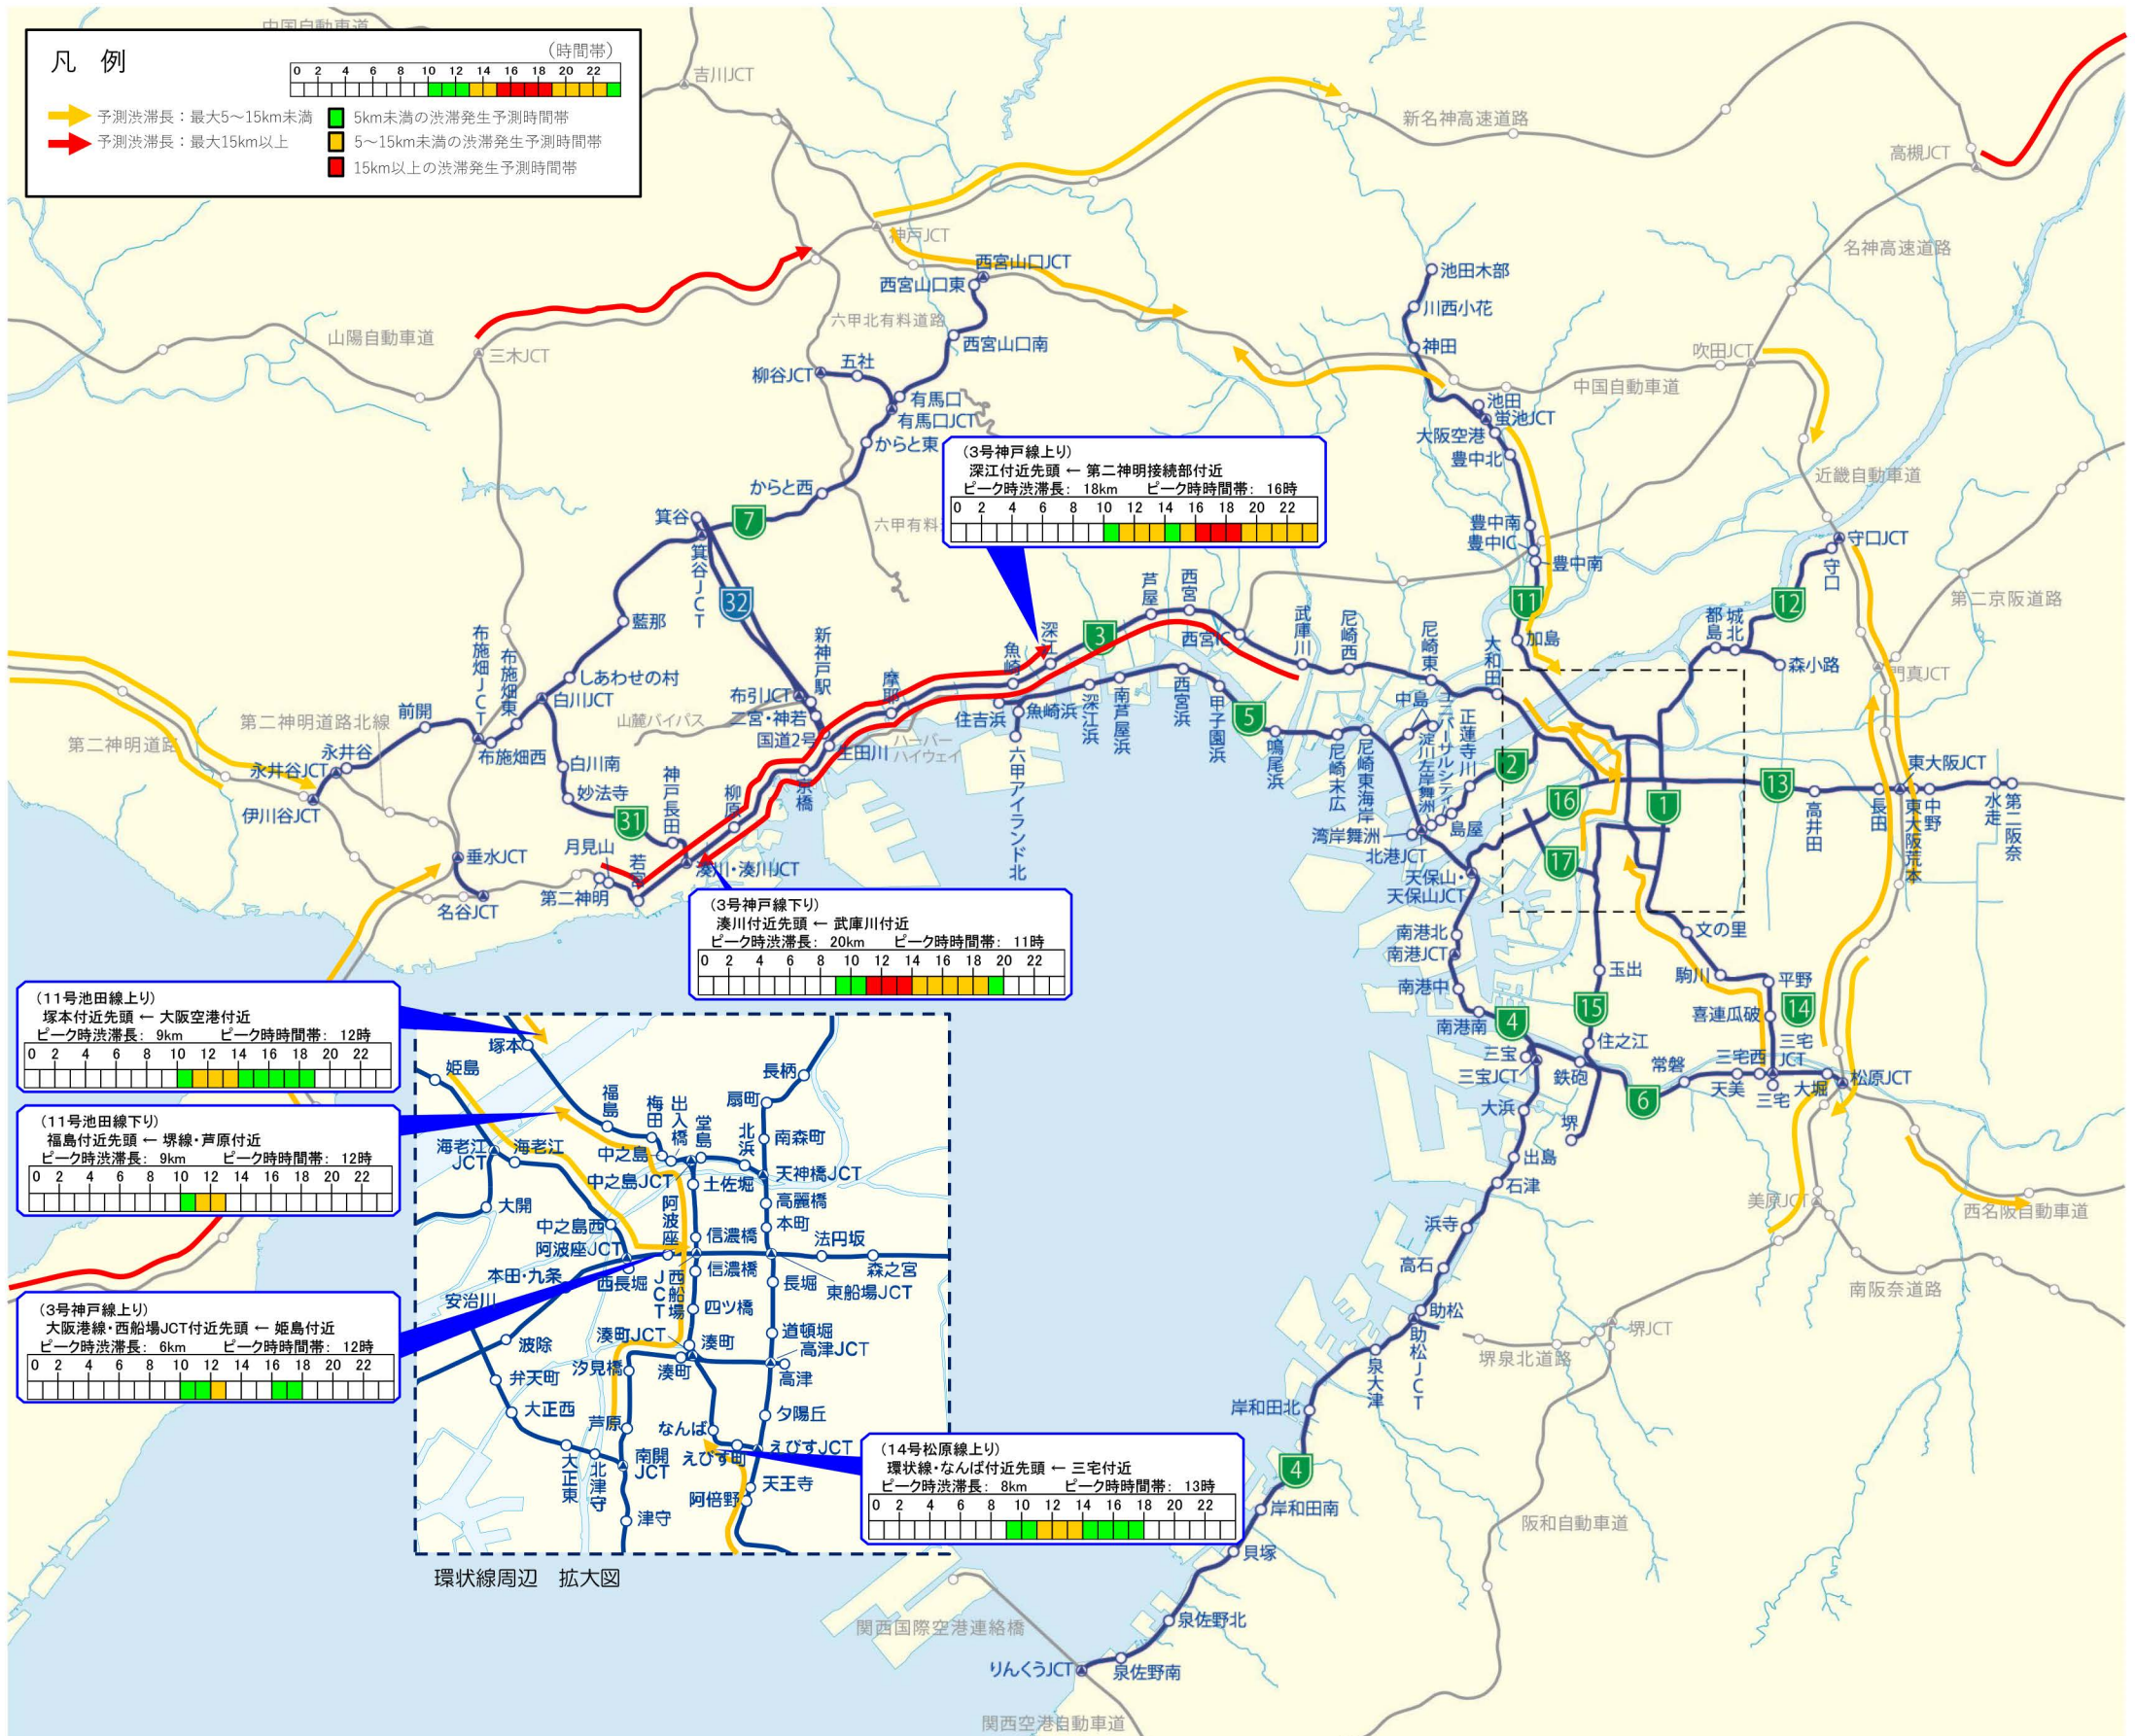 中国自動車道
凡　例
（時間帯）
0 2 4 6 8 10 12 14 16 18 20 22
予測渋滞長：最大5～15km未満
5km未満の渋滞発生予測時間帯
予測渋滞長：最大15km以上
5～15km未満の渋滞発生予測時間帯
15km以上の渋滞発生予測時間帯
吉川JCT
新名神高速道路
高槻JCT
神戸JCT
名神高速道路
西宮山口JCT
西宮山口東
池田木部
川西小花
六甲北有料道路
山陽自動車道
三木JCT
西宮山口南
神田
吹田JCT
中国自動車道
五社
柳谷JCT
有馬口
有馬口JCT
池田
蛍池JCT
大阪空港
豊中北
からと東
からと西
近畿自動車道
（3号神戸線上り）
深江付近先頭 ← 第二神明接続部付近
ピーク時渋滞長： 18km　ピーク時時間帯： 16時
0 2 4 6 8 10 12 14 16 18 20 22
箕谷
7
六甲有料
箕谷JCT
豊中南
豊中IC
豊中南
守口JCT
守口
第二京阪道路
32
11
12
藍那
芦屋
西宮
3
西宮IC
武庫川
尼崎西
尼崎東
大和田
加島
都島
城北
森小路
門真JCT
布施畑JCT
布施畑東
しあわせの村
白川JCT
新神戸駅
布引JCT
二宮・神若
国道2号
生田川
山麓バイパス
摩耶
魚崎
深江
住吉浜
魚崎浜
深江浜
南芦屋浜
西宮浜
甲子園浜
5
鳴尾浜
尼崎末広
尼崎東海岸
中島
ユニバーサルシティ
淀川左岸舞洲
正蓮寺川
2
第二神明道路北線
第二神明道路
前開
永井谷
永井谷JCT
伊川谷JCT
布施畑西
白川南
妙法寺
31
神戸長田
柳原
京橋
ハーバー
ハイウェイ
六甲アイランド北
湾岸舞洲
島屋
北港JCT
天保山・
天保山JCT
16
17
1
13
高井田
長田
東大阪JCT
東大阪荒本
中野
水走
第二阪奈
垂水JCT
名谷JCT
月見山
第二神明
若宮
湊川・湊川JCT
（3号神戸線下り）
湊川付近先頭 ← 武庫川付近
ピーク時渋滞長： 20km　ピーク時時間帯： 11時
0 2 4 6 8 10 12 14 16 18 20 22
南港北
南港JCT
南港中
南港南
4
玉出
15
住之江
文の里
駒川
平野
喜連瓜破
14
三宅
JCT
三宅西
三宝
三宝JCT
鉄砲
6
常磐
天美
三宅
大堀
松原JCT
大浜
堺
出島
石津
浜寺
高石
助松
助松JCT
泉大津
岸和田北
4
岸和田南
貝塚
泉佐野北
泉佐野南
りんくうJCT
美原JCT
西名阪自動車道
南阪奈道路
堺JCT
堺泉北道路
阪和自動車道
関西国際空港連絡橋
関西空港自動車道
（11号池田線上り）
塚本付近先頭 ← 大阪空港付近
ピーク時渋滞長： 9km　ピーク時時間帯： 12時
0 2 4 6 8 10 12 14 16 18 20 22
（11号池田線下り）
福島付近先頭 ← 堺線・芦原付近
ピーク時渋滞長： 9km　ピーク時時間帯： 12時
0 2 4 6 8 10 12 14 16 18 20 22
（3号神戸線上り）
大阪港線・西船場JCT付近先頭 ← 姫島付近
ピーク時渋滞長： 6km　ピーク時時間帯： 12時
0 2 4 6 8 10 12 14 16 18 20 22
塚本
姫島
福島
梅田
出入橋
堂島
長柄
扇町
北浜
南森町
海老江
JCT
海老江
中之島
中之島JCT
土佐堀
天神橋JCT
高麗橋
大開
阿波座
本町
中之島西
阿波座JCT
信濃橋
法円坂
本田・九条
西長堀
西船場JCT
信濃橋
長堀
森之宮
東船場JCT
安治川
四ツ橋
波除
湊町JCT
湊町
道頓堀
高津JCT
弁天町
汐見橋
湊町
高津
大正西
芦原
なんば
夕陽丘
えびす町
えびすJCT
大正東
北津守
南開
JCT
阿倍野
天王寺
津守
環状線周辺　拡大図
（14号松原線上り）
環状線・なんば付近先頭 ← 三宅付近
ピーク時渋滞長： 8km　ピーク時時間帯： 13時
0 2 4 6 8 10 12 14 16 18 20 22